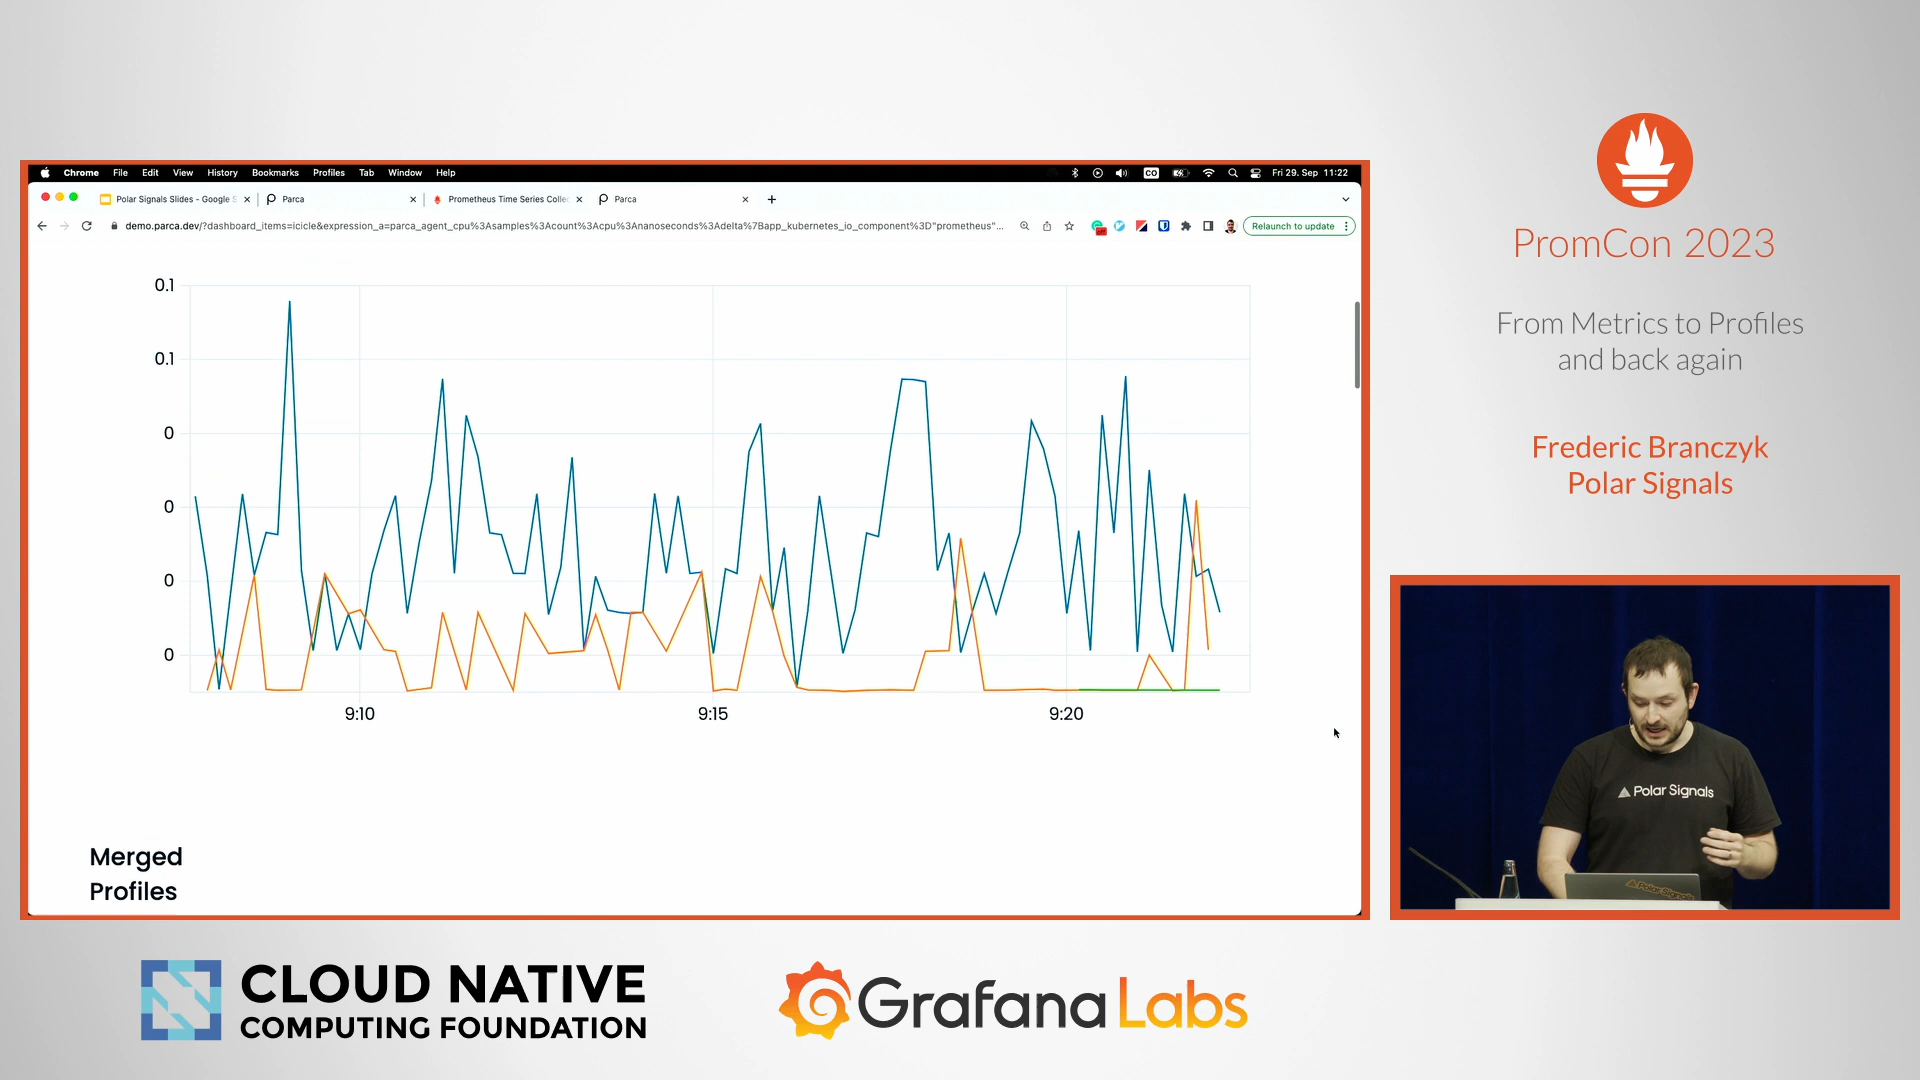 Chrome File Edit View History Bookmarks Profiles Tab Window Help
CO
Fri 29. Sep 11:22
Polar Signals Slides - Google S
Parca
Prometheus Time Series Collec
Parca
demo.parca.dev/?dashboard_items=icicle&expression_a=parca_agent_cpu%3Asamples%3Acount%3Acpu%3Ananoseconds%3Adelta%7Bapp_kubernetes_io_component%3D"prometheus"...
Relaunch to update
0.1
0.1
0
0
0
0
9:10
9:15
9:20
Merged
Profiles
PromCon 2023
From Metrics to Profiles
and back again
Frederic Branczyk
Polar Signals
Polar Signals
Polar Signals
CLOUD NATIVE
COMPUTING FOUNDATION
Grafana Labs